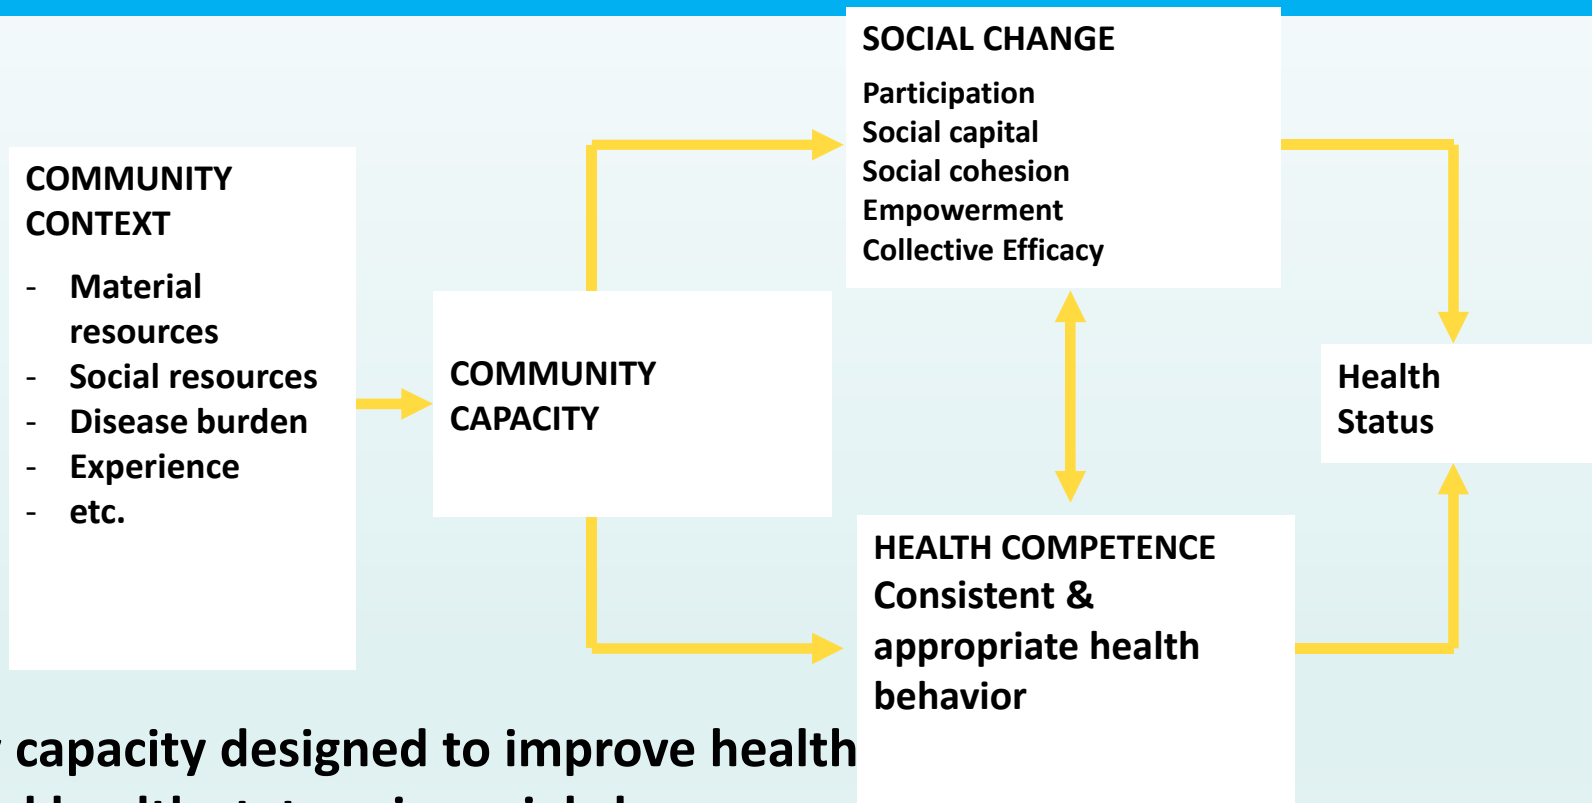 SOCIAL CHANGE
Participation
Social capital
Social cohesion
Empowerment
Collective Efficacy
COMMUNITY
CONTEXT
- Material
resources
- Social resources
- Disease burden
- Experience
- etc.
COMMUNITY
CAPACITY
Health
Status
HEALTH COMPETENCE
Consistent &
appropriate health
behavior
capacity designed to improve health